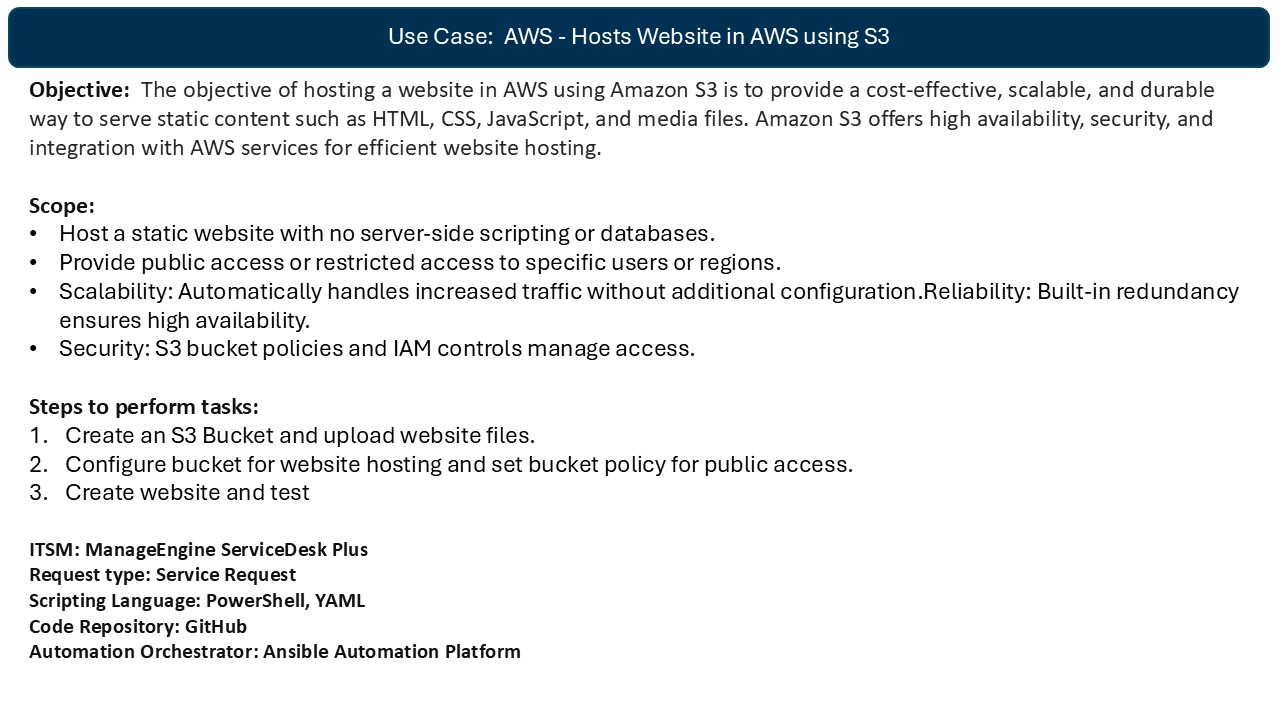 Use Case:  AWS - Hosts Website in AWS using S3
Objective:  The objective of hosting a website in AWS using Amazon S3 is to provide a cost-effective, scalable, and durable
way to serve static content such as HTML, CSS, JavaScript, and media files. Amazon S3 offers high availability, security, and
integration with AWS services for efficient website hosting.
Scope:
• Host a static website with no server-side scripting or databases.
• Provide public access or restricted access to specific users or regions.
• Scalability: Automatically handles increased traffic without additional configuration.Reliability: Built-in redundancy
ensures high availability.
• Security: S3 bucket policies and IAM controls manage access.
Steps to perform tasks:
1. Create an S3 Bucket and upload website files.
2. Configure bucket for website hosting and set bucket policy for public access.
3. Create website and test
ITSM: ManageEngine ServiceDesk Plus
Request type: Service Request
Scripting Language: PowerShell, YAML
Code Repository: GitHub
Automation Orchestrator: Ansible Automation Platform